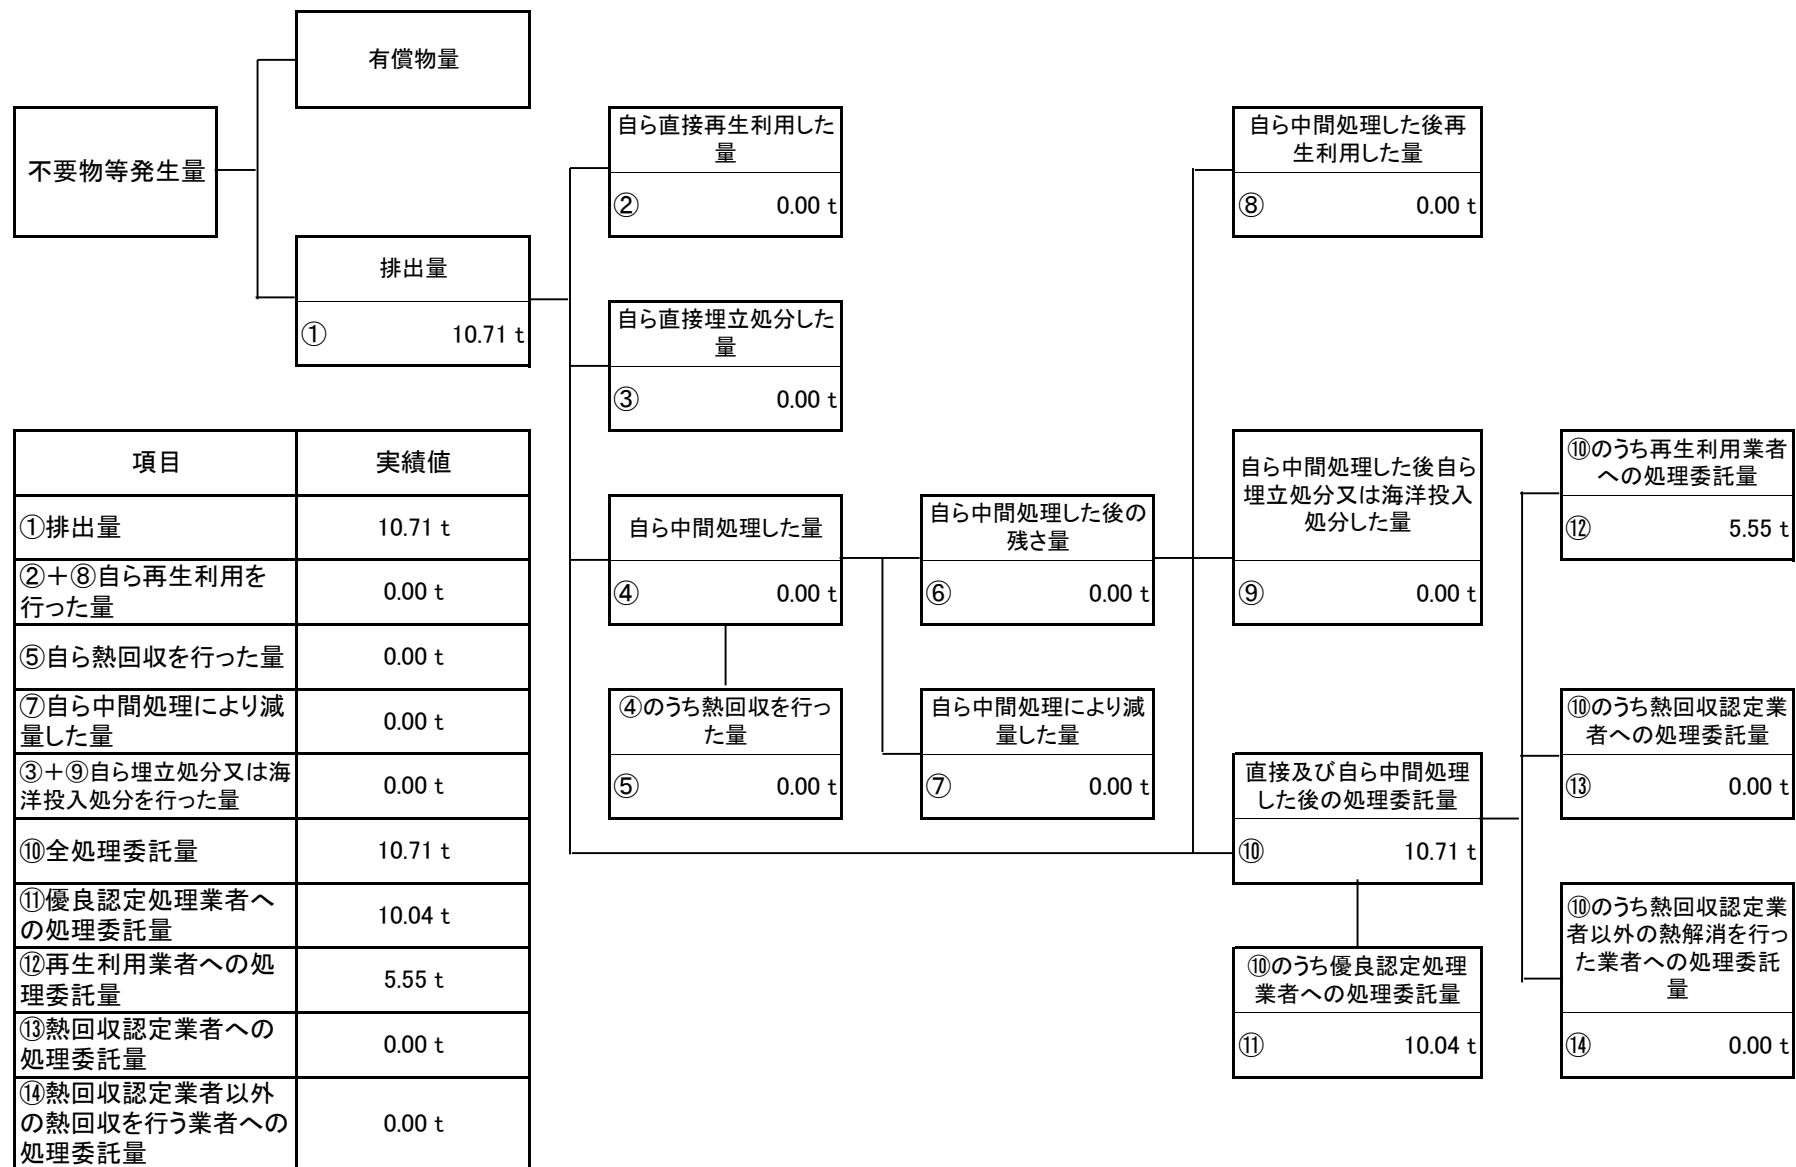 有償物量
不要物等発生量
排出量
①
10.71 t
自ら直接再生利用した
量
②
0.00 t
自ら直接埋立処分した
量
③
0.00 t
自ら中間処理した量
④
0.00 t
④のうち熱回収を行っ
た量
⑤
0.00 t
自ら中間処理した後の
残さ量
⑥
0.00 t
自ら中間処理により減
量した量
⑦
0.00 t
自ら中間処理した後再
生利用した量
⑧
0.00 t
自ら中間処理した後自ら
埋立処分又は海洋投入
処分した量
⑨
0.00 t
直接及び自ら中間処理
した後の処理委託量
⑩
10.71 t
⑩のうち優良認定処理
業者への処理委託量
⑪
10.04 t
⑩のうち再生利用業者
への処理委託量
⑫
5.55 t
⑩のうち熱回収認定業
者への処理委託量
⑬
0.00 t
⑩のうち熱回収認定業
者以外の熱解消を行っ
た業者への処理委託
量
⑭
0.00 t
項目
実績値
①排出量
10.71 t
②＋⑧自ら再生利用を
行った量
0.00 t
⑤自ら熱回収を行った量
0.00 t
⑦自ら中間処理により減
量した量
0.00 t
③＋⑨自ら埋立処分又は海
洋投入処分を行った量
0.00 t
⑩全処理委託量
10.71 t
⑪優良認定処理業者へ
の処理委託量
10.04 t
⑫再生利用業者への処
理委託量
5.55 t
⑬熱回収認定業者への
処理委託量
0.00 t
⑭熱回収認定業者以外
の熱回収を行う業者への
処理委託量
0.00 t